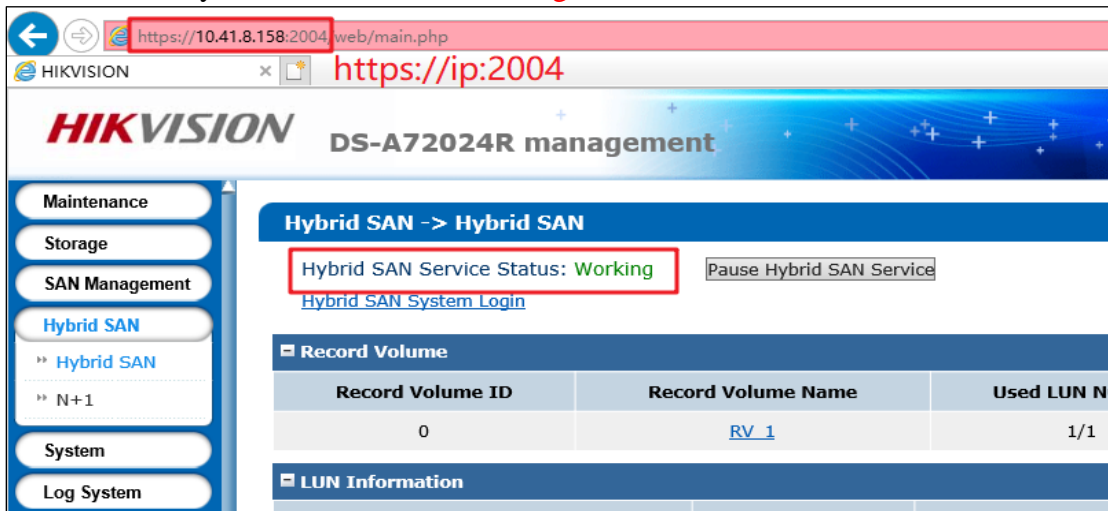 https://10.41.8.158:2004/web/main.php
HIKVISION
https://ip:2004
HIKVISION
DS-A72024R management
Maintenance
Storage
SAN Management
Hybrid SAN
Hybrid SAN
N+1
System
Log System
Hybrid SAN -> Hybrid SAN
Hybrid SAN Service Status: Working
Pause Hybrid SAN Service
Hybrid SAN System Login
Record Volume
Record Volume ID
Record Volume Name
Used LUN N
0
RV_1
1/1
LUN Information